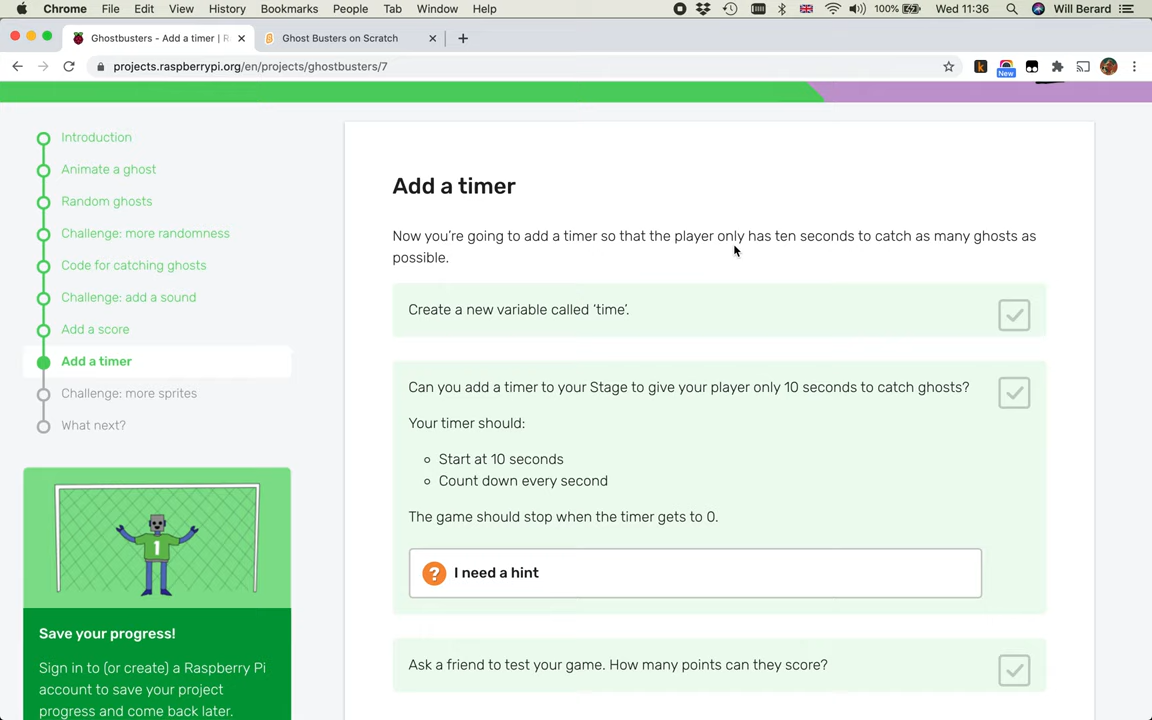 Chrome File Edit View History Bookmarks People Tab Window Help 100% Wed 11:36 Will Berard
Ghostbusters - Add a timer | R
Ghost Busters on Scratch
projects.raspberrypi.org/en/projects/ghostbusters/7
k
New
Introduction
Animate a ghost
Random ghosts
Challenge: more randomness
Code for catching ghosts
Challenge: add a sound
Add a score
Add a timer
Challenge: more sprites
What next?
1
Save your progress!
Sign in to (or create) a Raspberry Pi
account to save your project
progress and come back later.
Add a timer
Now you're going to add a timer so that the player only has ten seconds to catch as many ghosts as
possible.
Create a new variable called ‘time’.
Can you add a timer to your Stage to give your player only 10 seconds to catch ghosts?
Your timer should:
Start at 10 seconds
Count down every second
The game should stop when the timer gets to 0.
? I need a hint
Ask a friend to test your game. How many points can they score?